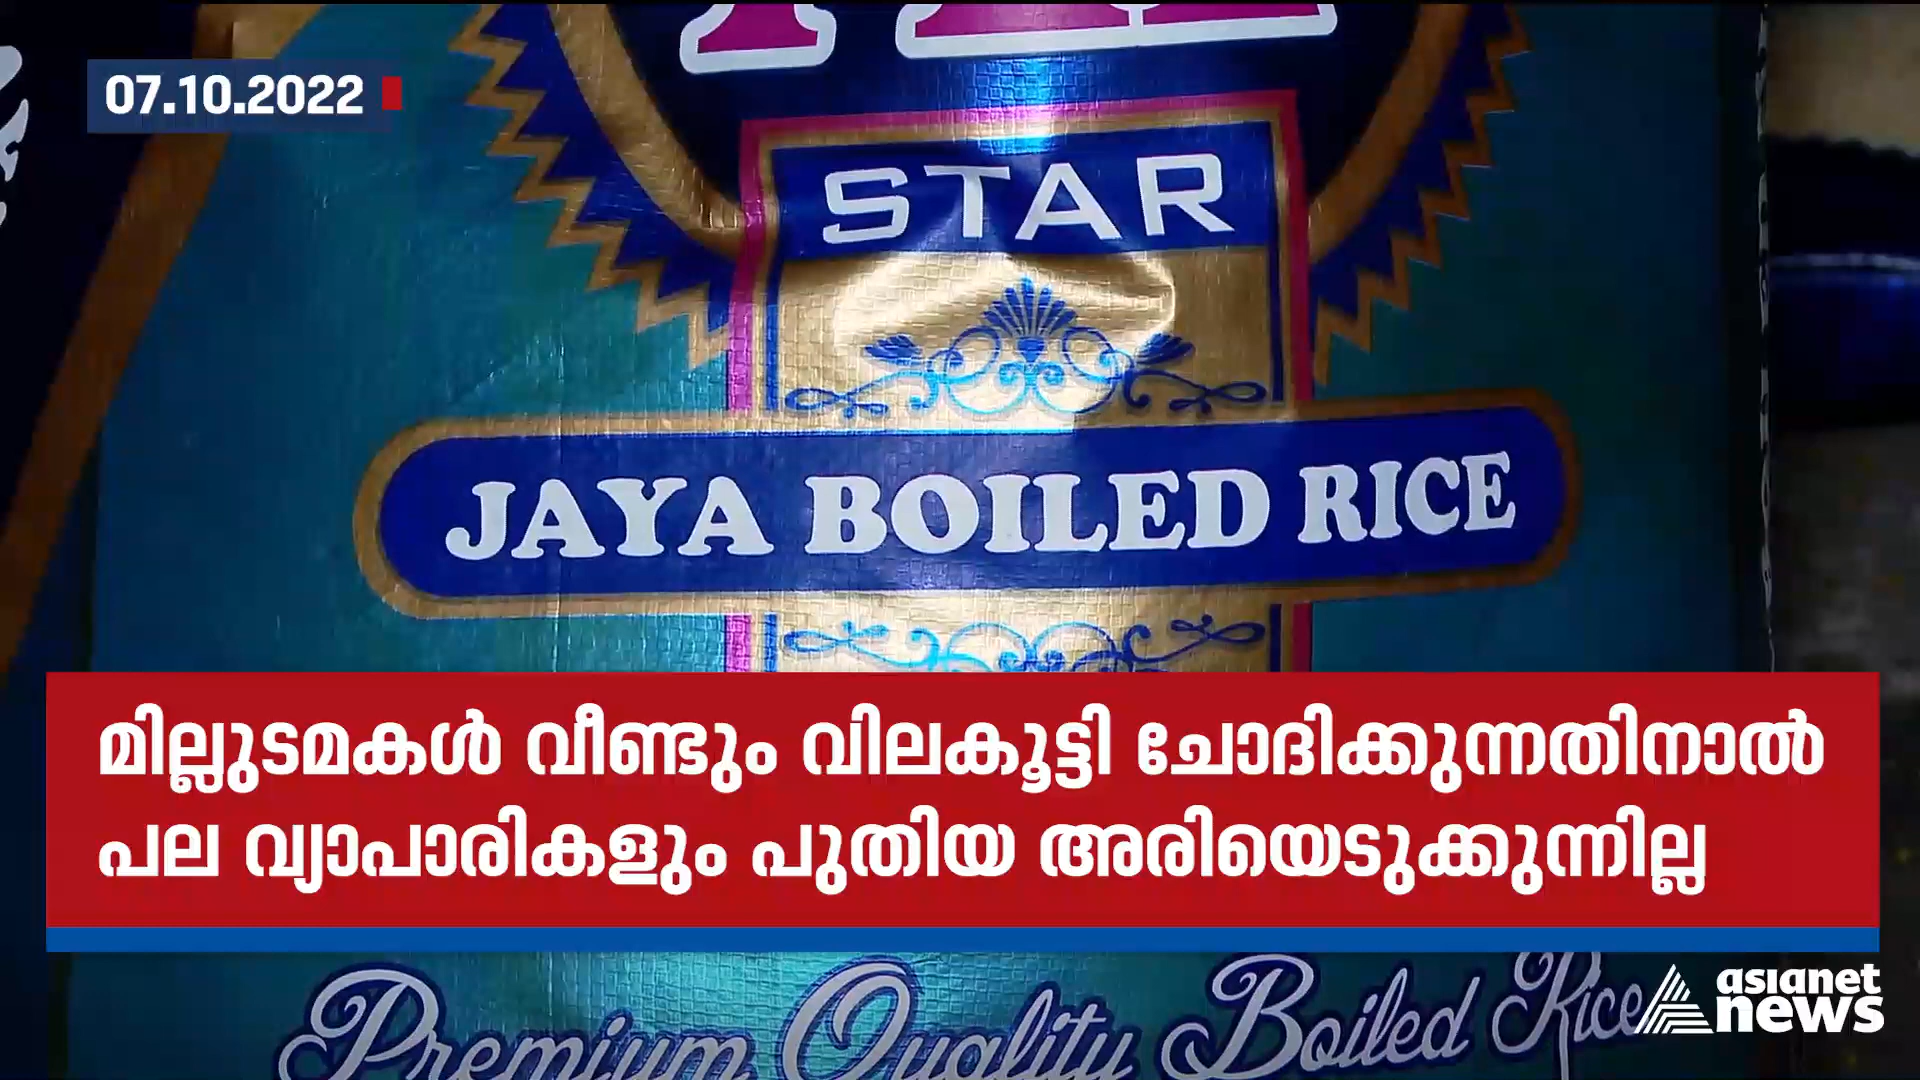 07.10.2022
STAR
JAYA BOILED RICE
മില്ലുടമകൾ വീണ്ടും വിലകൂട്ടി ചോദിക്കുന്നതിനാൽ
പല വ്യാപാരികളും പുതിയ അരിയെടുക്കുന്നില്ല
Premium Quality Boiled Rice
asianet
news